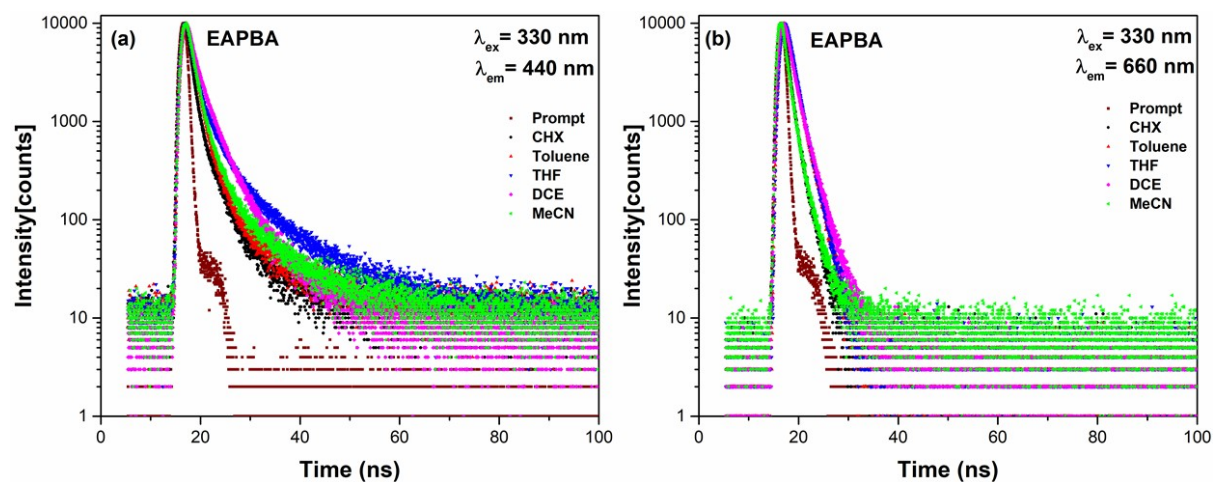 (a) EAPBA
λex= 330 nm
λem= 440 nm
Prompt
CHX
Toluene
THF
DCE
MeCN
Intensity[counts]
10000
1000
100
10
1
0 20 40 60 80 100
Time (ns)
(b) EAPBA
λex= 330 nm
λem= 660 nm
Prompt
CHX
Toluene
THF
DCE
MeCN
Intensity[counts]
10000
1000
100
10
1
0 20 40 60 80 100
Time (ns)